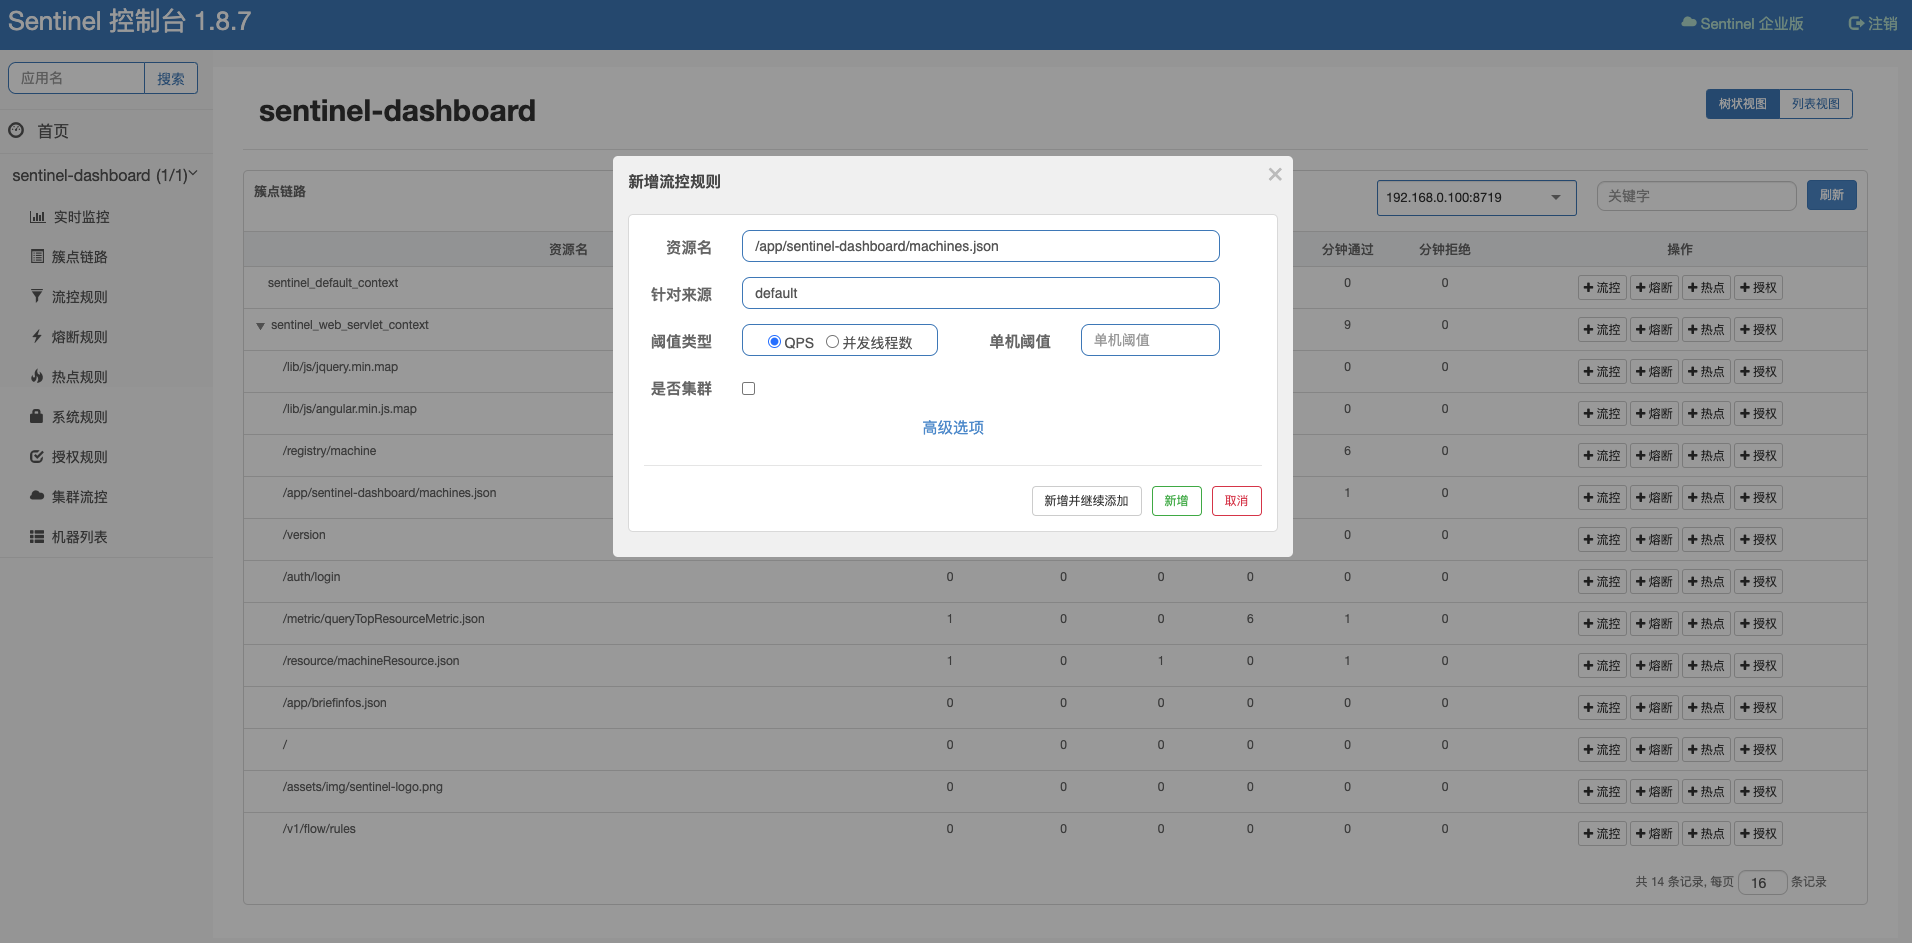 Sentinel 控制台 1.8.7
Sentinel 企业版
注销
应用名
搜索
首页
sentinel-dashboard (1/1)
实时监控
簇点链路
流控规则
熔断规则
热点规则
系统规则
授权规则
集群流控
机器列表
sentinel-dashboard
树状视图
列表视图
簇点链路
192.168.0.100:8719
关键字
刷新
资源名 分钟通过 分钟拒绝 操作
sentinel_default_context 0 0 流控 熔断 热点 授权
sentinel_web_servlet_context 9 0 流控 熔断 热点 授权
/lib/js/jquery.min.map 0 0 流控 熔断 热点 授权
/lib/js/angular.min.js.map 0 0 流控 熔断 热点 授权
/registry/machine 6 0 流控 熔断 热点 授权
/app/sentinel-dashboard/machines.json 1 0 流控 熔断 热点 授权
/version 0 0 流控 熔断 热点 授权
/auth/login 0 0 0 0 0 0 流控 熔断 热点 授权
/metric/queryTopResourceMetric.json 1 0 0 6 1 0 流控 熔断 热点 授权
/resource/machineResource.json 1 0 1 0 1 0 流控 熔断 热点 授权
/app/briefinfos.json 0 0 0 0 0 0 流控 熔断 热点 授权
/ 0 0 0 0 0 0 流控 熔断 热点 授权
/assets/img/sentinel-logo.png 0 0 0 0 0 0 流控 熔断 热点 授权
/v1/flow/rules 0 0 0 0 0 0 流控 熔断 热点 授权
共 14 条记录, 每页 16 条记录
新增流控规则
资源名 /app/sentinel-dashboard/machines.json
针对来源 default
阈值类型 QPS 并发线程数 单机阈值 单机阈值
是否集群
高级选项
新增并继续添加 新增 取消